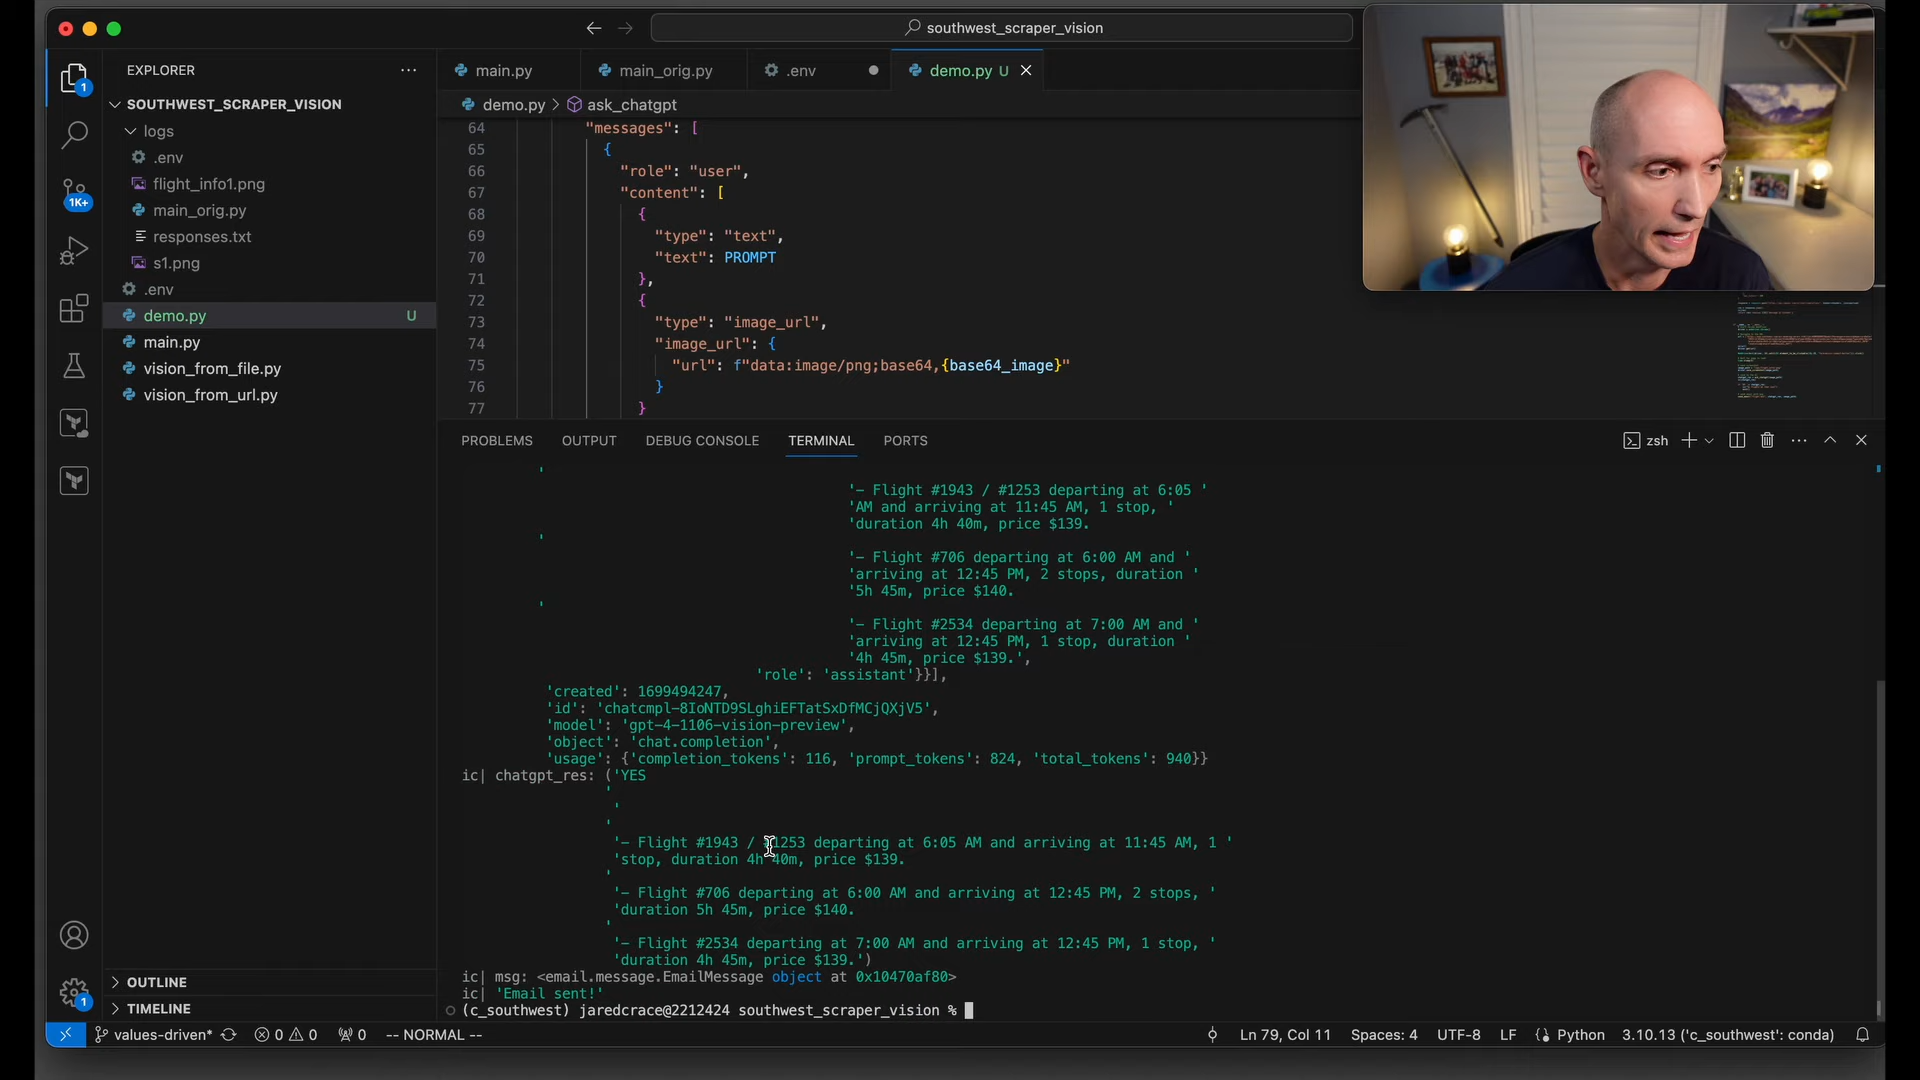 southwest_scraper_vision
EXPLORER
main.py
main_orig.py
.env
demo.py U
SOUTHWEST_SCRAPER_VISION
demo.py > ask_chatgpt
logs
.env
flight_info1.png
main_orig.py
responses.txt
s1.png
.env
demo.py U
main.py
vision_from_file.py
vision_from_url.py
1
1K+
64 "messages": [
65 {
66 "role": "user",
67 "content": [
68 {
69 "type": "text",
70 "text": PROMPT
71 },
72 {
73 "type": "image_url",
74 "image_url": {
75 "url": f"data:image/png;base64,{base64_image}"
76 }
77 }
PROBLEMS OUTPUT DEBUG CONSOLE TERMINAL PORTS
zsh
'
'- Flight #1943 / #1253 departing at 6:05 '
'AM and arriving at 11:45 AM, 1 stop, '
'duration 4h 40m, price $139.
'
'- Flight #706 departing at 6:00 AM and '
'arriving at 12:45 PM, 2 stops, duration '
'5h 45m, price $140.
'
'- Flight #2534 departing at 7:00 AM and '
'arriving at 12:45 PM, 1 stop, duration '
'4h 45m, price $139.',
'role': 'assistant'}}],
'created': 1699494247,
'id': 'chatcmpl-8IoNTD9SLghiEFTatSxDfMCjQXjV5',
'model': 'gpt-4-1106-vision-preview',
'object': 'chat.completion',
'usage': {'completion_tokens': 116, 'prompt_tokens': 824, 'total_tokens': 940}}
ic| chatgpt_res: ('YES
'
'
'
'- Flight #1943 / #1253 departing at 6:05 AM and arriving at 11:45 AM, 1 '
'stop, duration 4h 40m, price $139.
'
'- Flight #706 departing at 6:00 AM and arriving at 12:45 PM, 2 stops, '
'duration 5h 45m, price $140.
'
'- Flight #2534 departing at 7:00 AM and arriving at 12:45 PM, 1 stop, '
'duration 4h 45m, price $139.')
ic| msg: <email.message.EmailMessage object at 0x10470af80>
ic| 'Email sent!'
(c_southwest) jaredcrace@2212424 southwest_scraper_vision %
OUTLINE
TIMELINE
1
values-driven* 0 0 0 -- NORMAL -- Ln 79, Col 11 Spaces: 4 UTF-8 LF Python 3.10.13 ('c_southwest': conda)